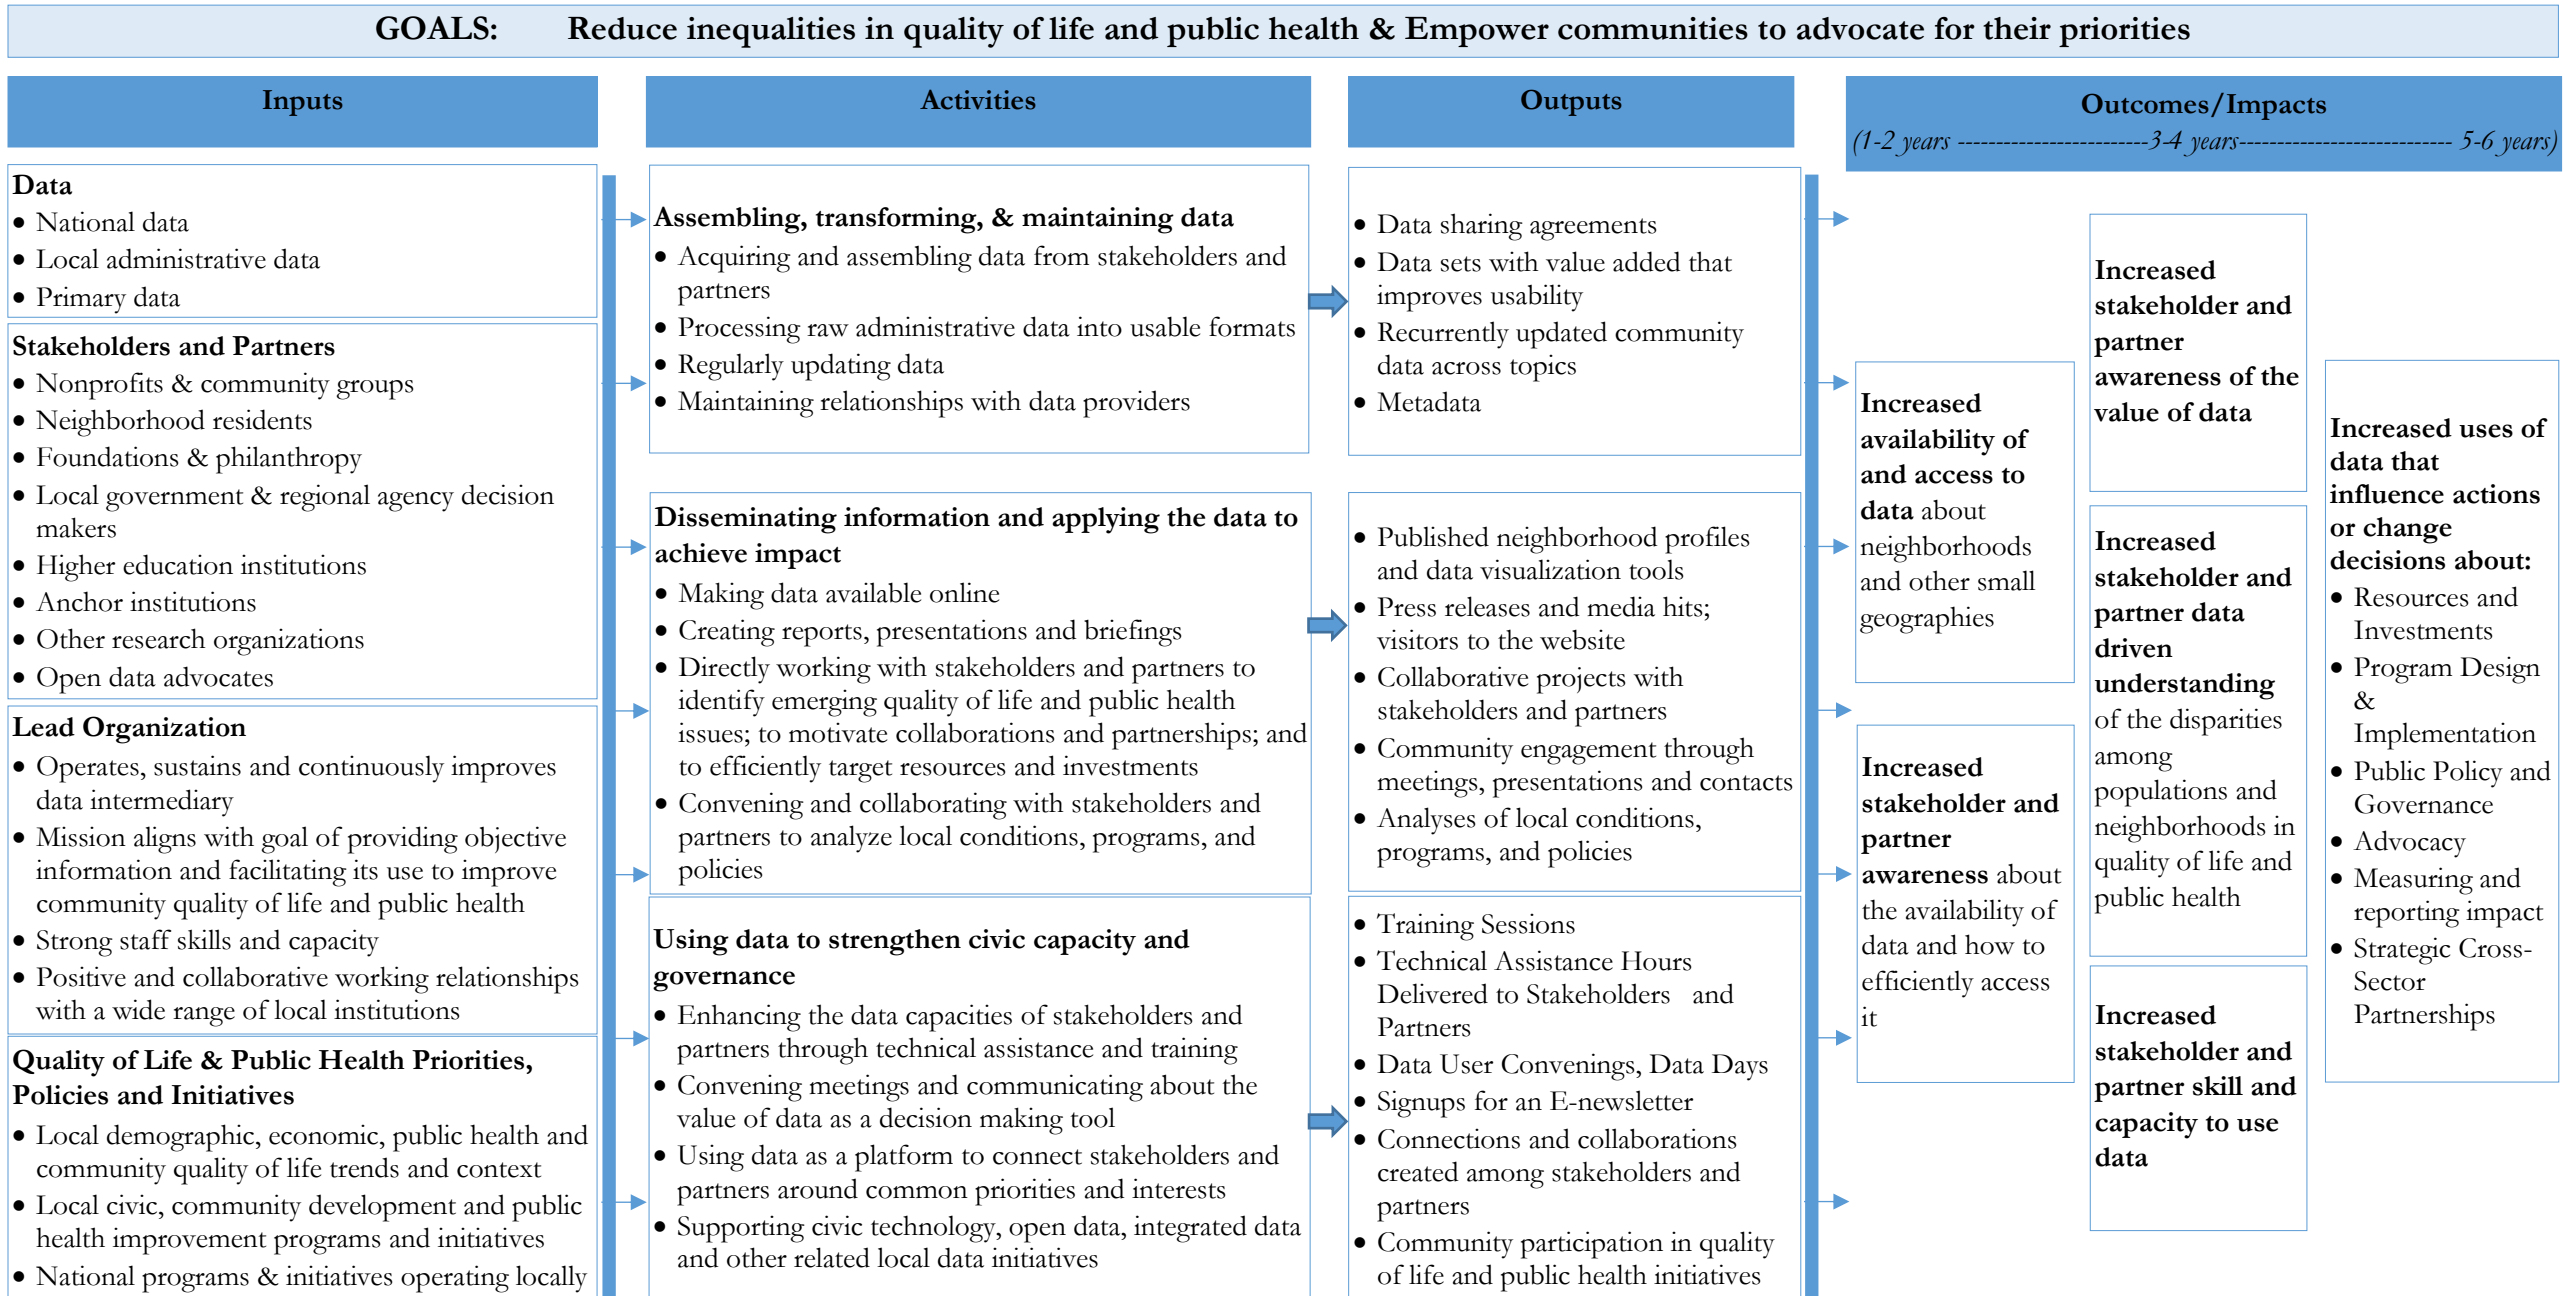 GOALS: Reduce inequalities in quality of life and public health & Empower communities to advocate for their priorities
Inputs
Data
• National data
• Local administrative data
• Primary data
Stakeholders and Partners
• Nonprofits & community groups
• Neighborhood residents
• Foundations & philanthropy
• Local government & regional agency decision
makers
• Higher education institutions
• Anchor institutions
• Other research organizations
• Open data advocates
Lead Organization
• Operates, sustains and continuously improves
data intermediary
• Mission aligns with goal of providing objective
information and facilitating its use to improve
community quality of life and public health
• Strong staff skills and capacity
• Positive and collaborative working relationships
with a wide range of local institutions
Quality of Life & Public Health Priorities,
Policies and Initiatives
• Local demographic, economic, public health and
community quality of life trends and context
• Local civic, community development and public
health improvement programs and initiatives
• National programs & initiatives operating locally
Activities
Assembling, transforming, & maintaining data
• Acquiring and assembling data from stakeholders and
partners
• Processing raw administrative data into usable formats
• Regularly updating data
• Maintaining relationships with data providers
Disseminating information and applying the data to
achieve impact
• Making data available online
• Creating reports, presentations and briefings
• Directly working with stakeholders and partners to
identify emerging quality of life and public health
issues; to motivate collaborations and partnerships; and
to efficiently target resources and investments
• Convening and collaborating with stakeholders and
partners to analyze local conditions, programs, and
policies
Using data to strengthen civic capacity and
governance
• Enhancing the data capacities of stakeholders and
partners through technical assistance and training
• Convening meetings and communicating about the
value of data as a decision making tool
• Using data as a platform to connect stakeholders and
partners around common priorities and interests
• Supporting civic technology, open data, integrated data
and other related local data initiatives
Outputs
• Data sharing agreements
• Data sets with value added that
improves usability
• Recurrently updated community
data across topics
• Metadata
• Published neighborhood profiles
and data visualization tools
• Press releases and media hits;
visitors to the website
• Collaborative projects with
stakeholders and partners
• Community engagement through
meetings, presentations and contacts
• Analyses of local conditions,
programs, and policies
• Training Sessions
• Technical Assistance Hours
Delivered to Stakeholders and
Partners
• Data User Convenings, Data Days
• Signups for an E-newsletter
• Connections and collaborations
created among stakeholders and
partners
• Community participation in quality
of life and public health initiatives
Outcomes/Impacts
(1-2 years -------------------------3-4 years---------------------------- 5-6 years)
Increased
availability of
and access to
data about
neighborhoods
and other small
geographies
Increased
stakeholder and
partner
awareness about
the availability of
data and how to
efficiently access
it
Increased
stakeholder and
partner
awareness of the
value of data
Increased
stakeholder and
partner data
driven
understanding
of the disparities
among
populations and
neighborhoods in
quality of life and
public health
Increased
stakeholder and
partner skill and
capacity to use
data
Increased uses of
data that
influence actions
or change
decisions about:
• Resources and
Investments
• Program Design
&
Implementation
• Public Policy and
Governance
• Advocacy
• Measuring and
reporting impact
• Strategic Cross-
Sector
Partnerships